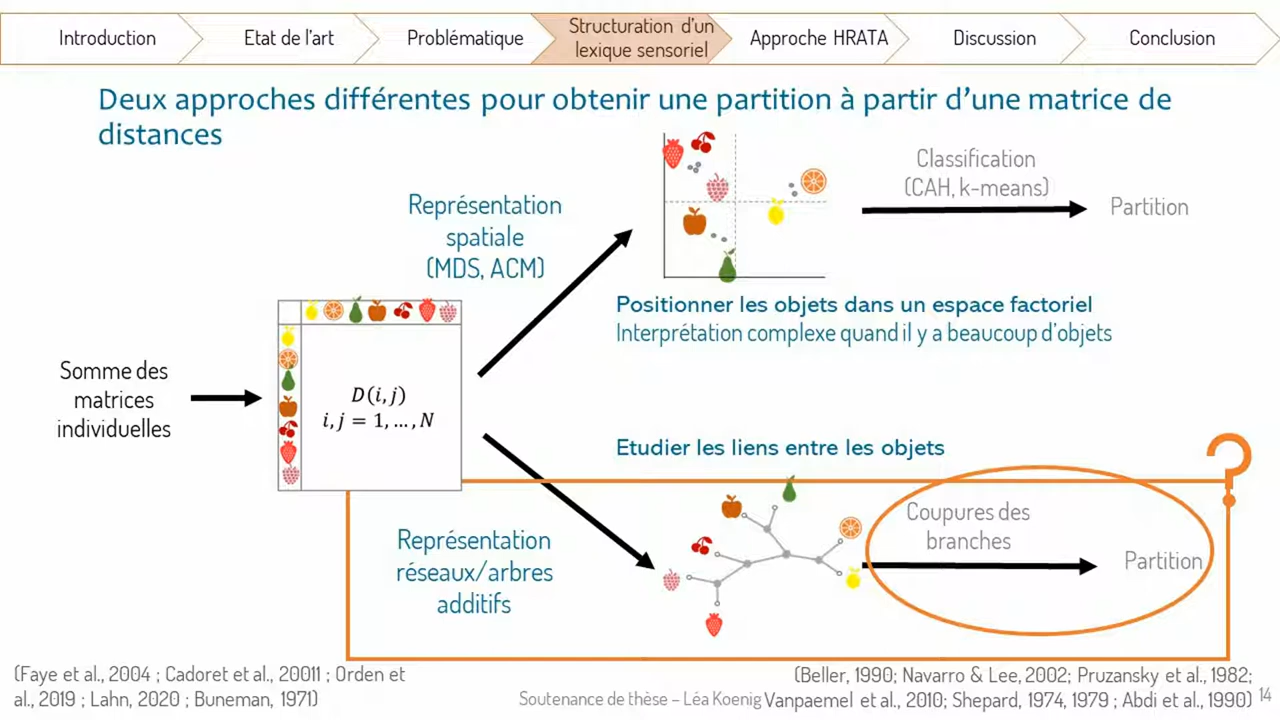 Introduction
Etat de l'art
Problématique
Structuration d'un
lexique sensoriel
Approche HRATA
Discussion
Conclusion
Deux approches différentes pour obtenir une partition à partir d'une matrice de
distances
Représentation
spatiale
(MDS, ACM)
Classification
(CAH, k-means)
Partition
Positionner les objets dans un espace factoriel
Interprétation complexe quand il y a beaucoup d'objets
Somme des
matrices
individuelles
D(i,j)
i,j = 1, ..., N
Etudier les liens entre les objets
?
Représentation
réseaux/arbres
additifs
Coupures des
branches
Partition
(Faye et al., 2004 ; Cadoret et al., 20011 ; Orden et
al., 2019 ; Lahn, 2020 ; Buneman, 1971)
Soutenance de thèse – Léa Koenig
(Beller, 1990; Navarro & Lee, 2002; Pruzansky et al., 1982;
Vanpaemel et al., 2010; Shepard, 1974, 1979 ; Abdi et al., 1990)
14